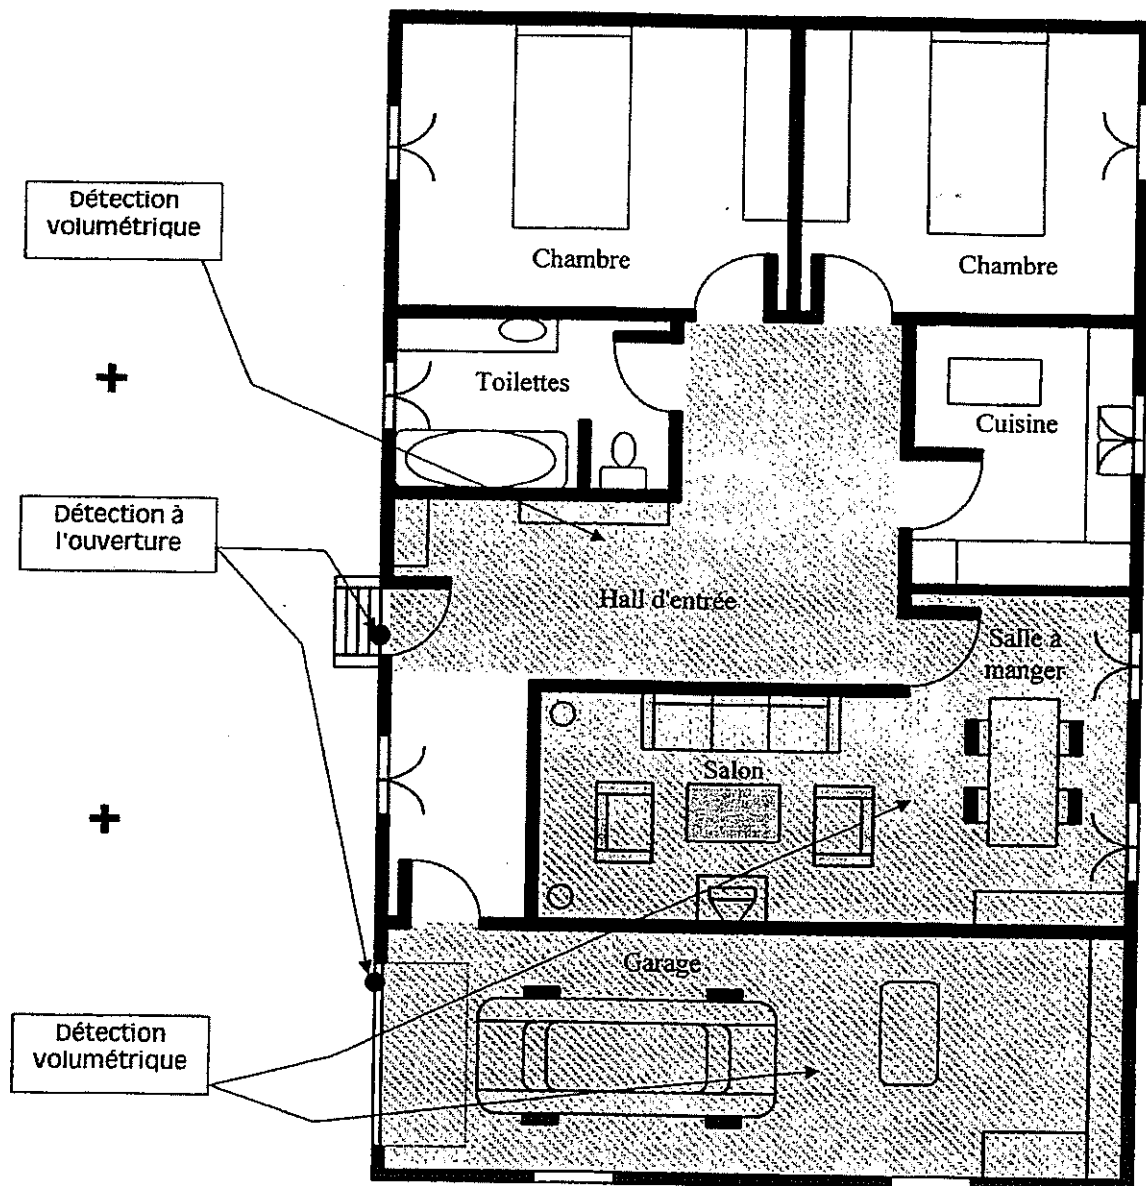 Détection
volumétrique
Chambre
Chambre
+
Toilettes
Cuisine
Détection à
l'ouverture
Hall d'entrée
Salle à
manger
Salon
+
Garage
Détection
volumétrique